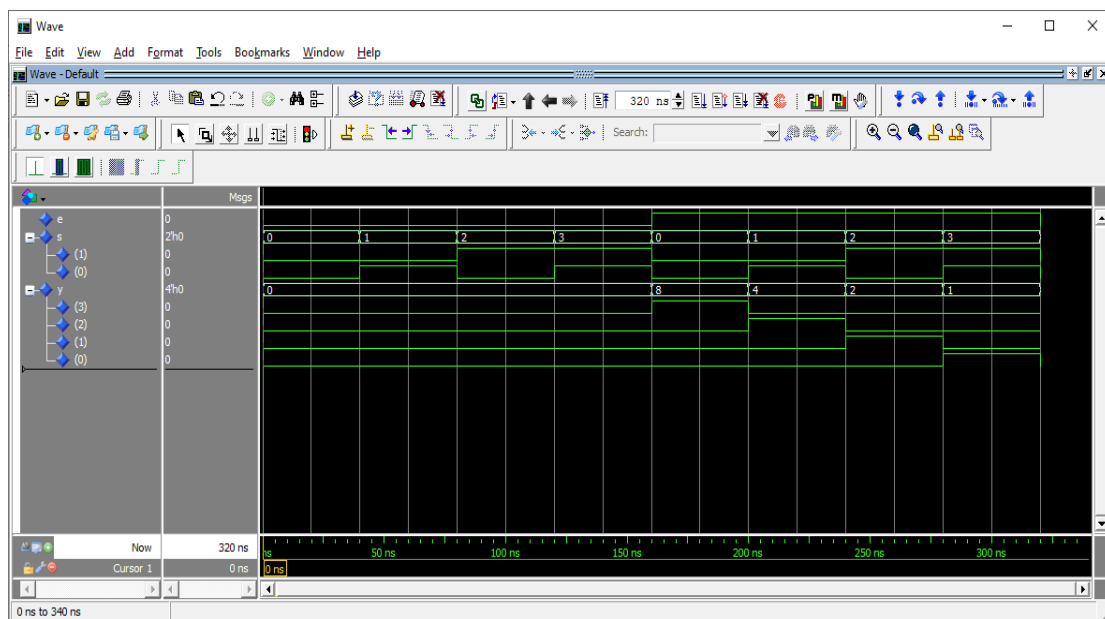 Wave
File Edit View Add Format Tools Bookmarks Window Help
Wave - Default
320 ns Search:
Msgs
e 0
s 2'h0 0 1 2 3 0 1 2 3
(1) 0
(0) 0
y 4'h0 0 8 4 2 1
(3) 0
(2) 0
(1) 0
(0) 0
Now 320 ns ns 50 ns 100 ns 150 ns 200 ns 250 ns 300 ns
Cursor 1 0 ns 0 ns
0 ns to 340 ns